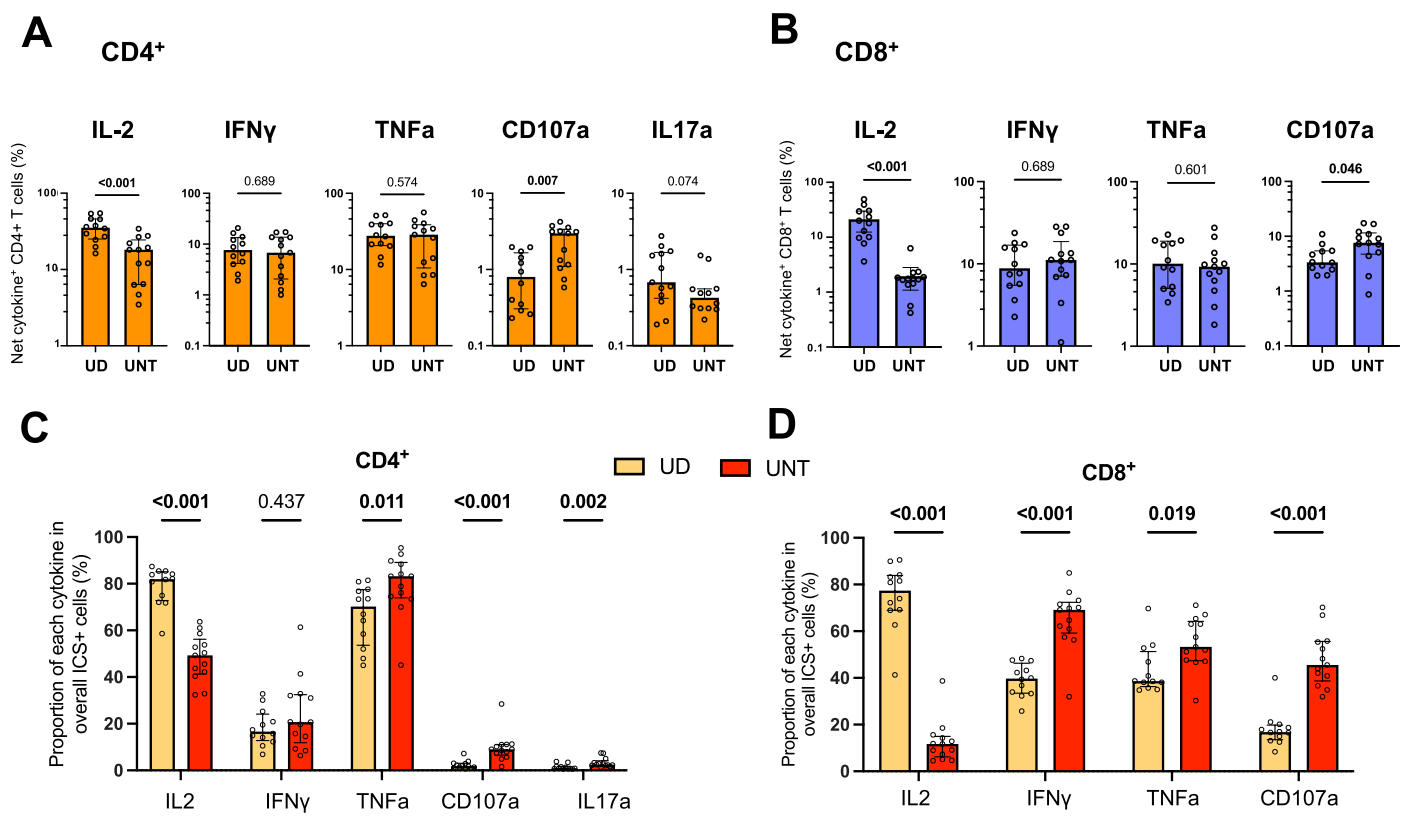 A
CD4+
B
CD8+
IL-2
IFNγ
TNFa
CD107a
IL17a
IL-2
IFNγ
TNFa
CD107a
Net cytokine+ CD4+ T cells (%)
<0.001
0.689
0.574
0.007
0.074
100
10
1
100
10
1
0.1
100
10
1
10
1
0.1
10
1
0.1
UD UNT
UD UNT
UD UNT
UD UNT
UD UNT
Net cytokine+ CD8+ T cells (%)
<0.001
0.689
0.601
0.046
100
10
1
0.1
100
10
1
100
10
1
100
10
1
0.1
UD UNT
UD UNT
UD UNT
UD UNT
C
CD4+
UD
UNT
<0.001
0.437
0.011
<0.001
0.002
Proportion of each cytokine in
overall ICS+ cells (%)
100
80
60
40
20
0
IL2
IFNγ
TNFa
CD107a
IL17a
D
CD8+
<0.001
<0.001
0.019
<0.001
Proportion of each cytokine in
overall ICS+ cells (%)
100
80
60
40
20
0
IL2
IFNγ
TNFa
CD107a